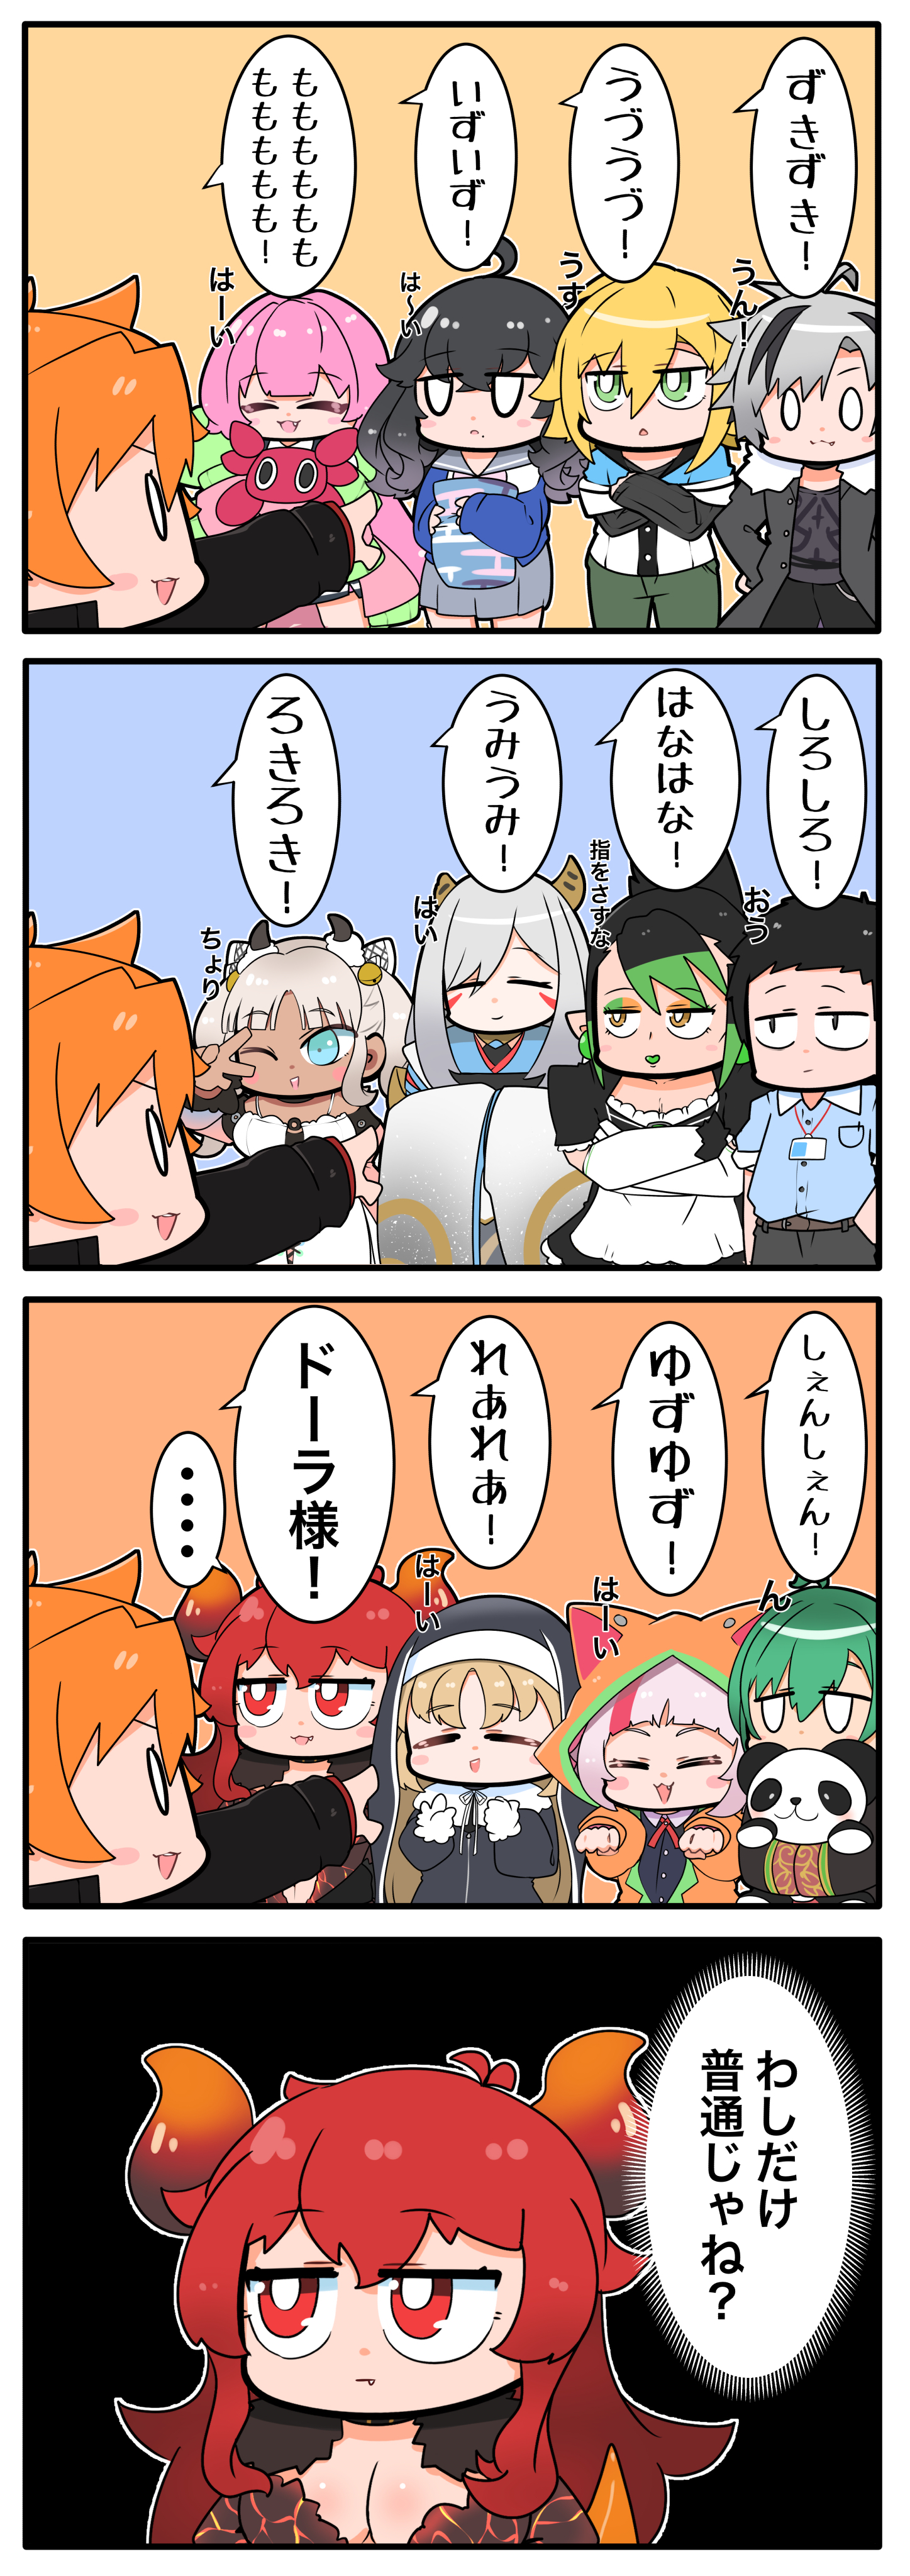 ずきずき!
うん!
うづうづ!
うす
いずいず!
は〜い
もももももも
ももももも!
はーい
しろしろ!
おう
はなはな!
指をさすな
うみうみ!
はい
ろきろき!
ちょり
しぇんしぇん!
ん
ゆずゆず!
はーい
れあれあ!
はーい
ドーラ様!
・・・・
わしだけ
普通じゃね?